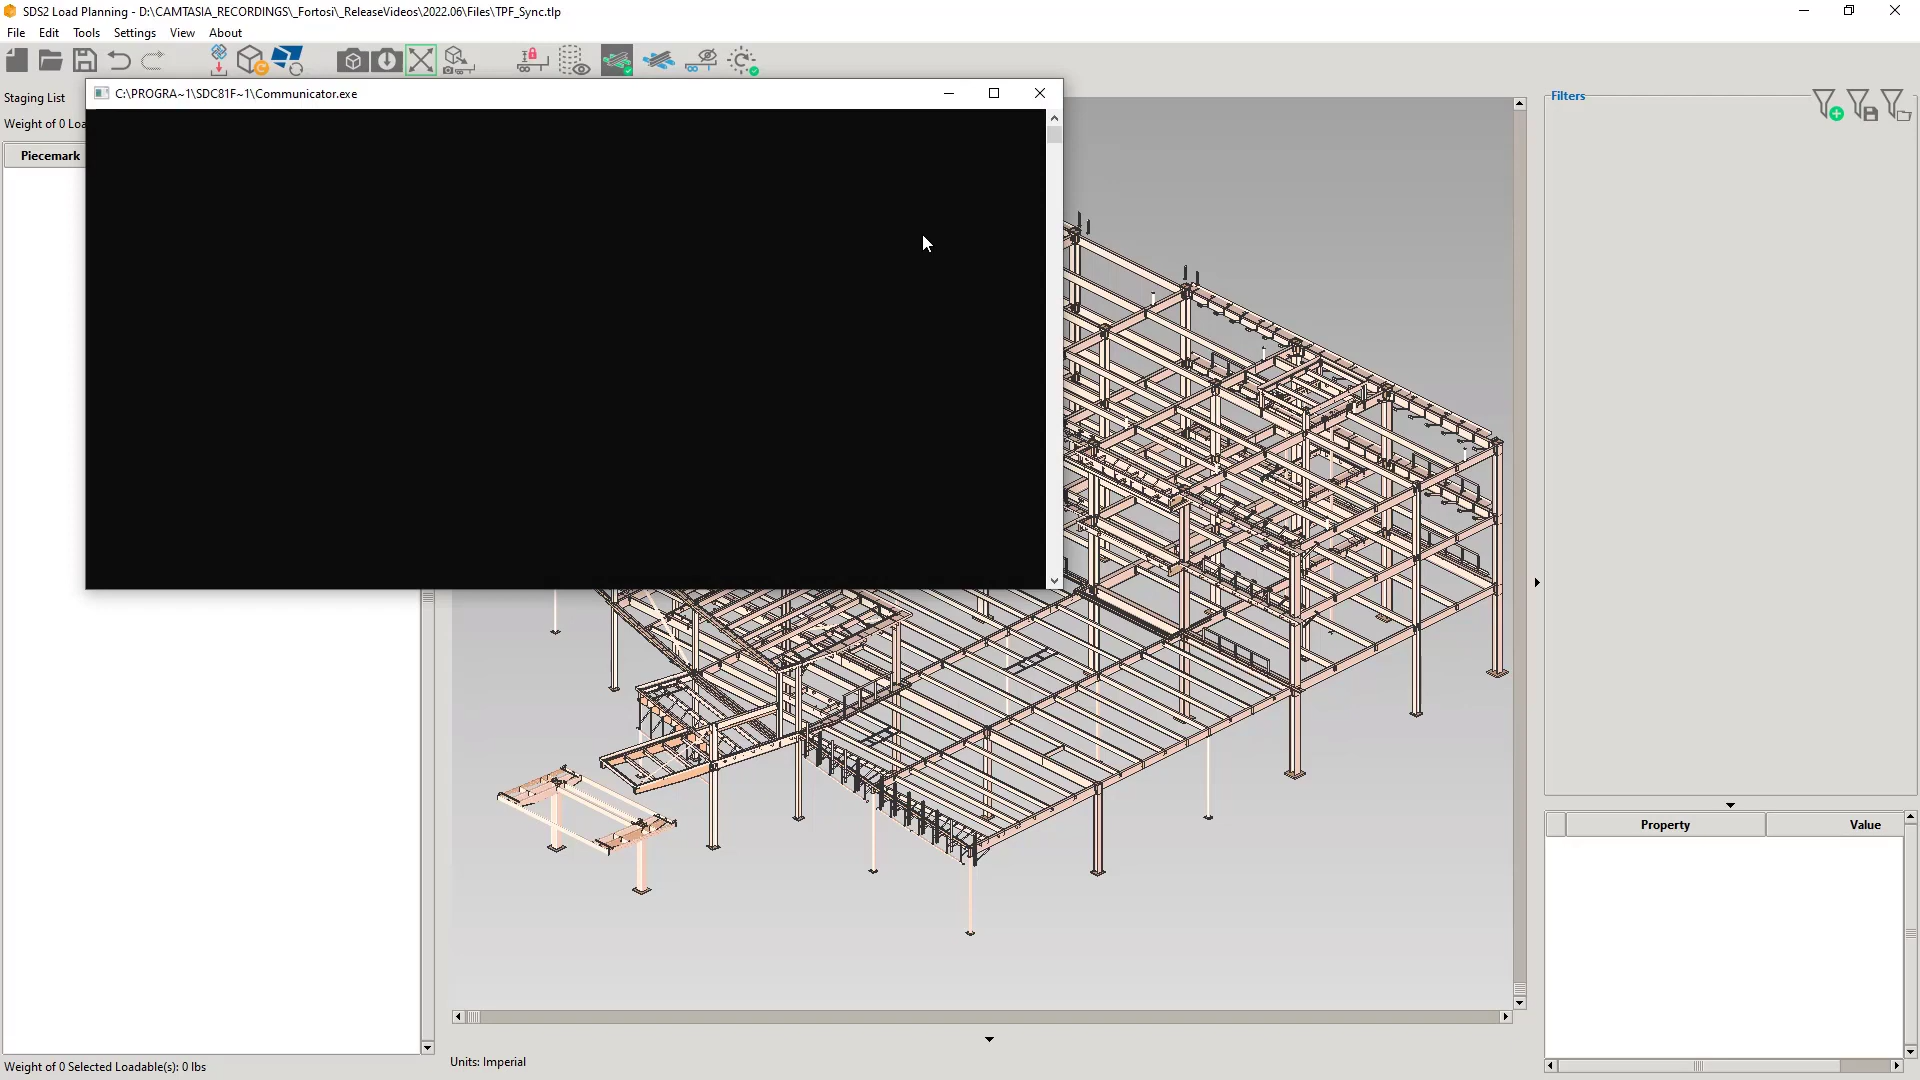 SDS2 Load Planning - D:\CAMTASIA_RECORDINGS\_Fortosi\_ReleaseVideos\2022.06\Files\TPF_Sync.tlp
File Edit Tools Settings View About
C:\PROGRA~1\SDC81F~1\Communicator.exe
Staging List
Filters
Weight of 0 Loa
Piecemark
Property Value
Units: Imperial
Weight of 0 Selected Loadable(s): 0 lbs